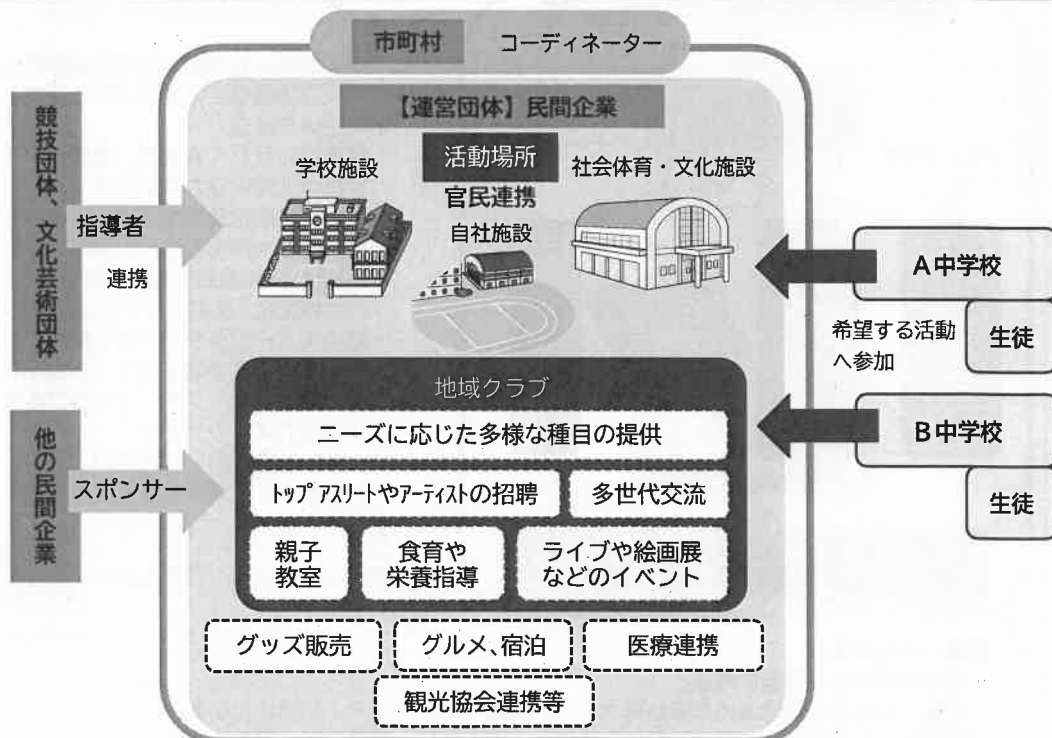 市町村 コーディネーター
【運営団体】民間企業
活動場所
官民連携
学校施設
自社施設
社会体育・文化施設
競技団体、文化芸術団体
指導者
連携
他の民間企業
スポンサー
A中学校
生徒
希望する活動
へ参加
B中学校
生徒
地域クラブ
ニーズに応じた多様な種目の提供
トップアスリートやアーティストの招聘
多世代交流
親子
教室
食育や
栄養指導
ライブや絵画展
などのイベント
グッズ販売
グルメ、宿泊
医療連携
観光協会連携等